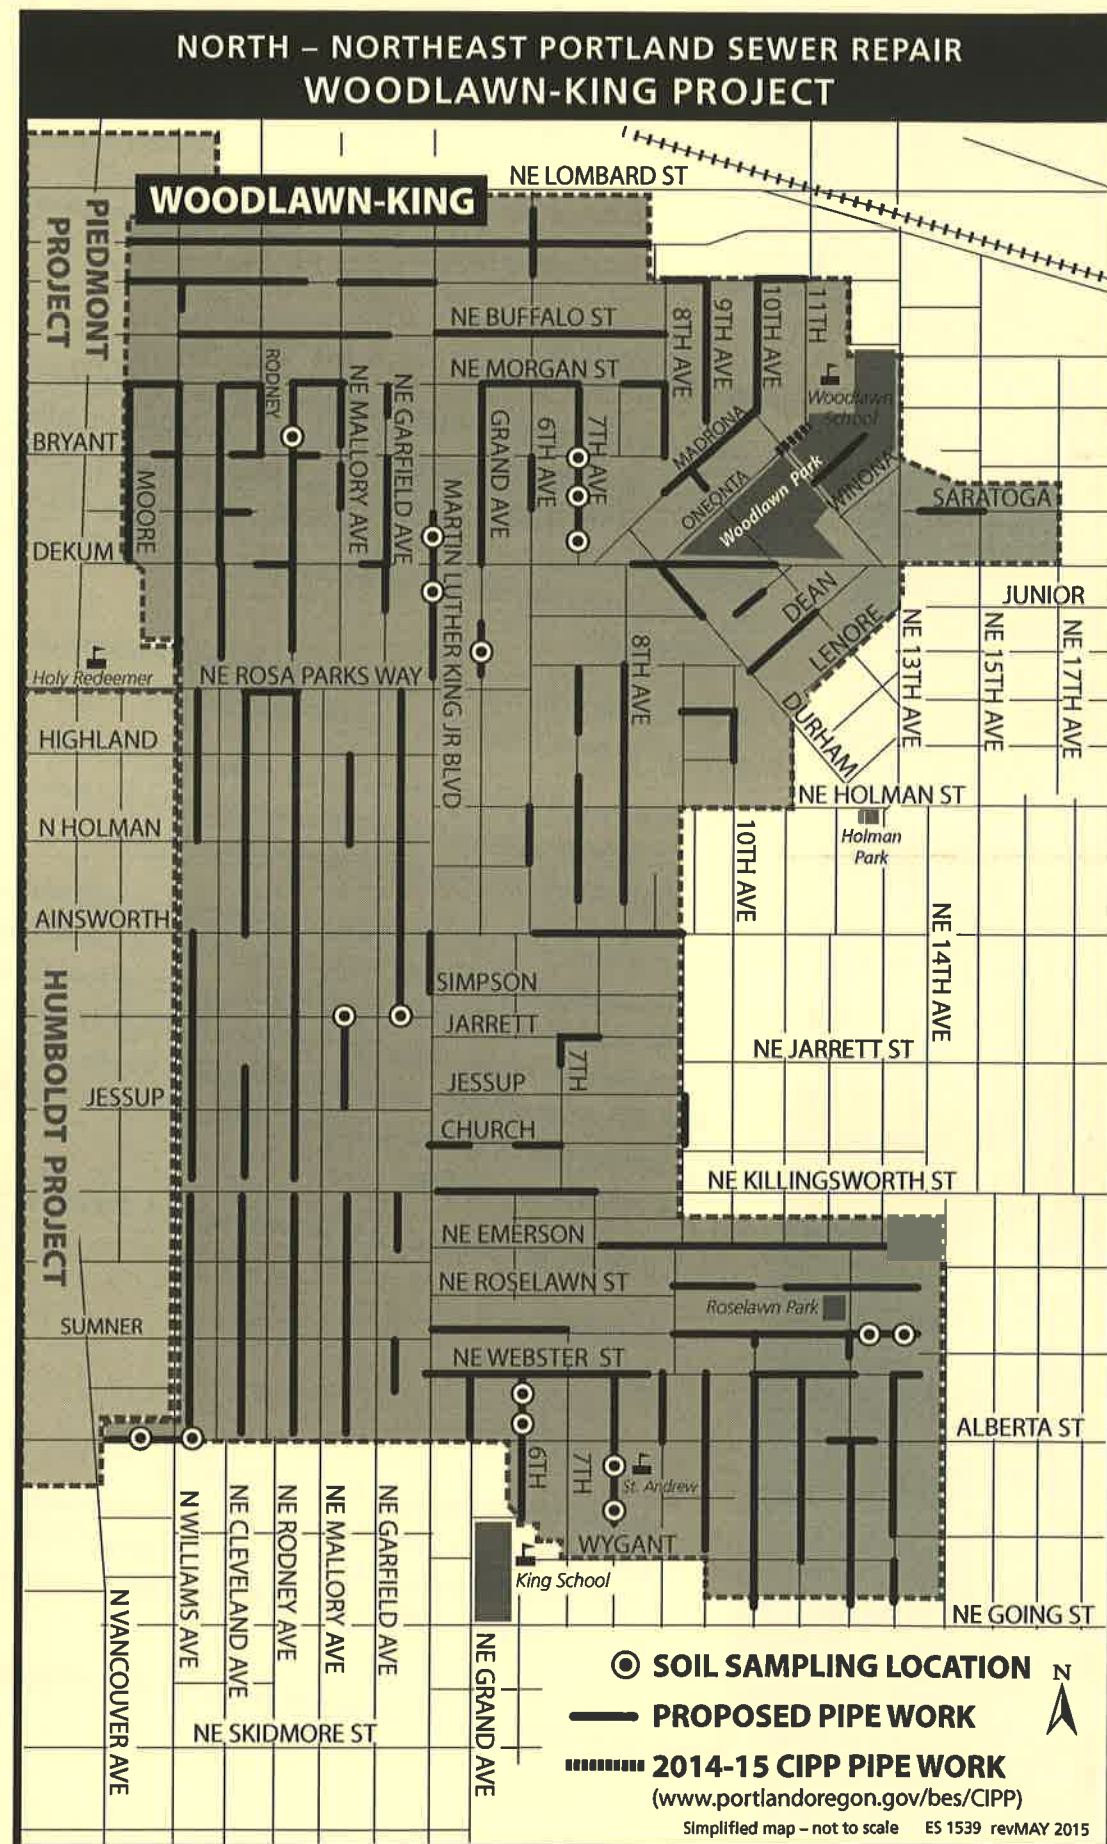 NORTH – NORTHEAST PORTLAND SEWER REPAIR
WOODLAWN-KING PROJECT
NE LOMBARD ST
WOODLAWN-KING
PIEDMONT
PROJECT
NE BUFFALO ST
8TH AVE
9TH AVE
10TH AVE
11TH
NE MORGAN ST
RODNEY
NE MALLORY AVE
NE GARFIELD AVE
Woodlawn
School
BRYANT
MOORE
GRAND AVE
6TH AVE
7TH AVE
MADRONA
ONEONTA
Woodlawn Park
WINONA
SARATOGA
MARTIN LUTHER KING JR BLVD
DEKUM
DEAN
LENORE
JUNIOR
NE 13TH AVE
NE 15TH AVE
NE 17TH AVE
Holy Redeemer
NE ROSA PARKS WAY
8TH AVE
DURHAM
HIGHLAND
NE HOLMAN ST
N HOLMAN
10TH AVE
Holman
Park
AINSWORTH
NE 14TH AVE
HUMBOLDT PROJECT
SIMPSON
JARRETT
7TH
NE JARRETT ST
JESSUP
JESSUP
CHURCH
NE KILLINGSWORTH ST
NE EMERSON
NE ROSELAWN ST
Roselawn Park
SUMNER
NE WEBSTER ST
ALBERTA ST
6TH
7TH
St. Andrew
WYGANT
King School
N VANCOUVER AVE
N WILLIAMS AVE
NE CLEVELAND AVE
NE RODNEY AVE
NE MALLORY AVE
NE GARFIELD AVE
NE GRAND AVE
NE GOING ST
NE SKIDMORE ST
SOIL SAMPLING LOCATION
N
PROPOSED PIPE WORK
2014-15 CIPP PIPE WORK
(www.portlandoregon.gov/bes/CIPP)
Simplified map – not to scale ES 1539 revMAY 2015